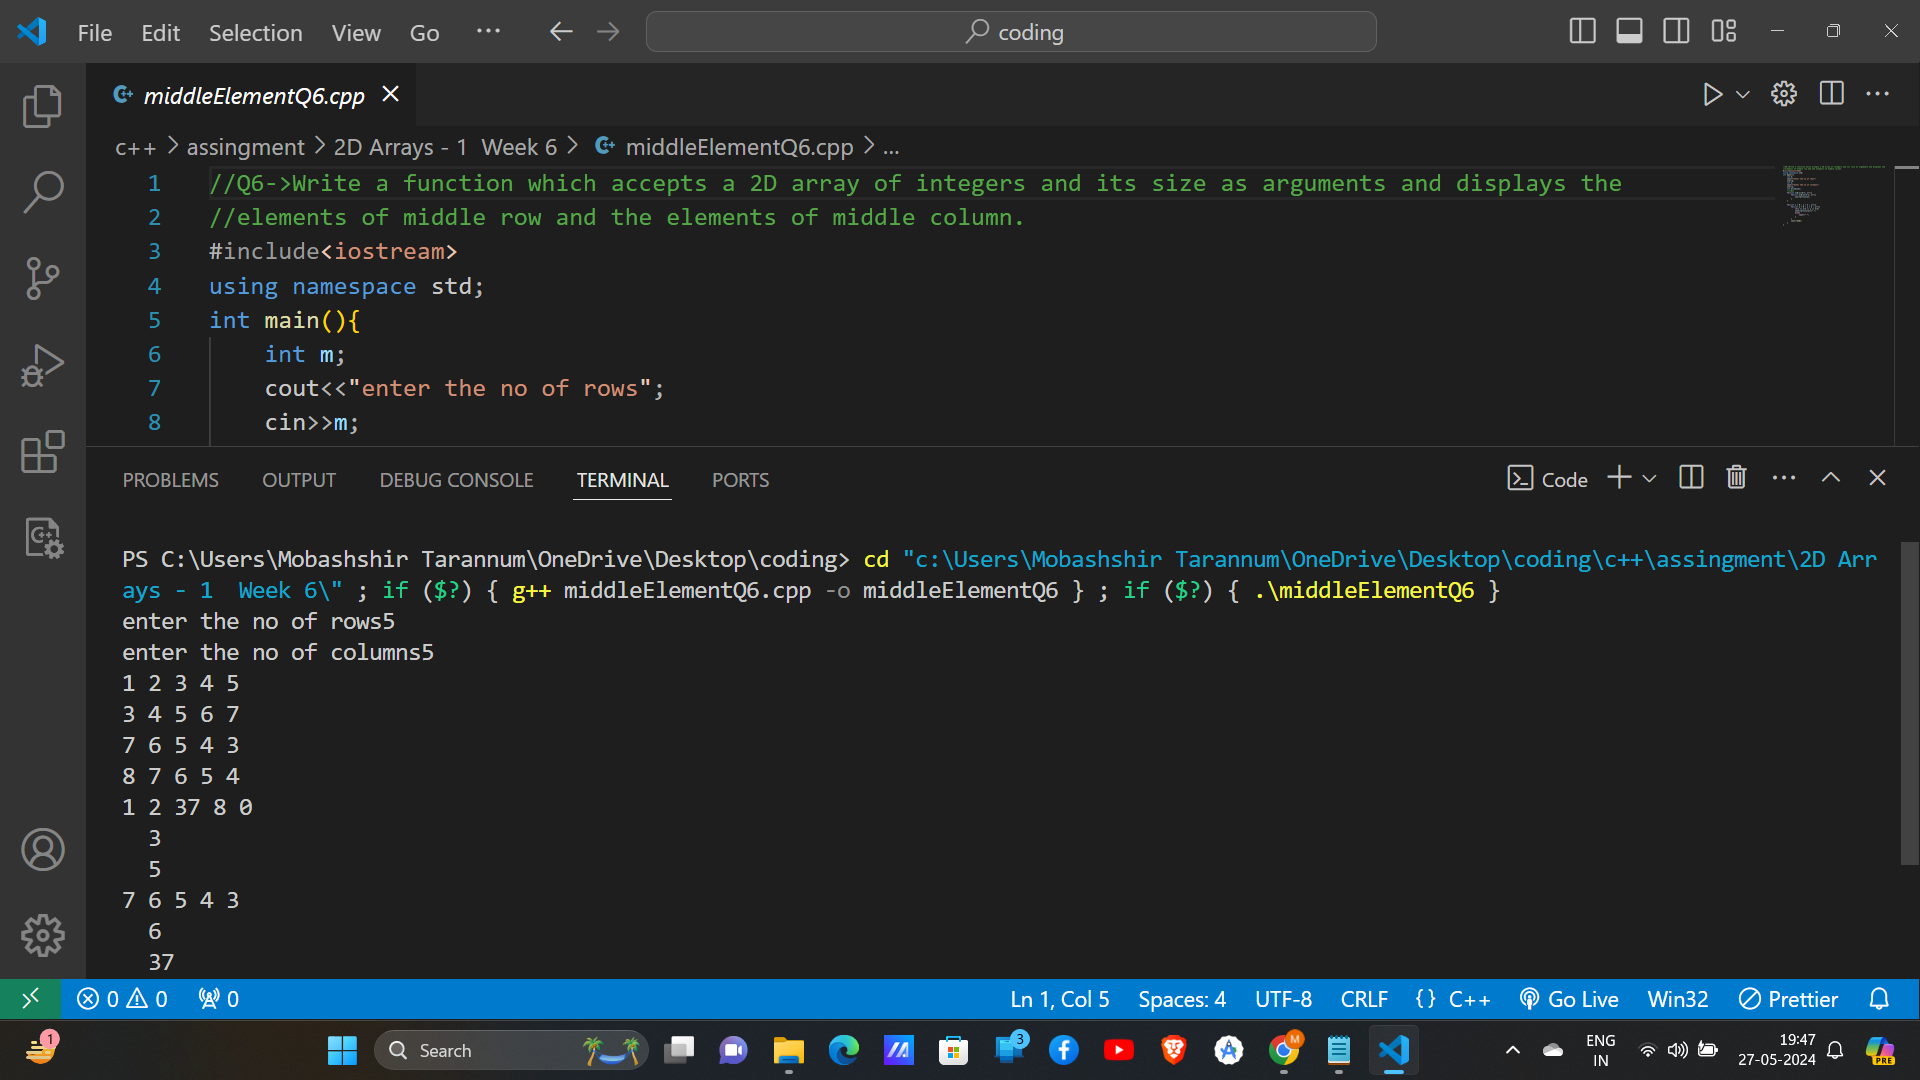 File Edit Selection View Go ··· coding
middleElementQ6.cpp
c++ > assingment > 2D Arrays - 1 Week 6 > middleElementQ6.cpp > ...
1 //Q6->Write a function which accepts a 2D array of integers and its size as arguments and displays the
2 //elements of middle row and the elements of middle column.
3 #include<iostream>
4 using namespace std;
5 int main(){
6 int m;
7 cout<<"enter the no of rows";
8 cin>>m;
PROBLEMS OUTPUT DEBUG CONSOLE TERMINAL PORTS Code
PS C:\Users\Mobashshir Tarannum\OneDrive\Desktop\coding> cd "c:\Users\Mobashshir Tarannum\OneDrive\Desktop\coding\c++\assingment\2D Arr
ays - 1  Week 6\" ; if ($?) { g++ middleElementQ6.cpp -o middleElementQ6 } ; if ($?) { .\middleElementQ6 }
enter the no of rows5
enter the no of columns5
1 2 3 4 5
3 4 5 6 7
7 6 5 4 3
8 7 6 5 4
1 2 37 8 0
3
5
7 6 5 4 3
6
37
0 0 0 Ln 1, Col 5 Spaces: 4 UTF-8 CRLF {} C++ Go Live Win32 Prettier
1 Search 3 M ENG 19:47 PRE
IN 27-05-2024